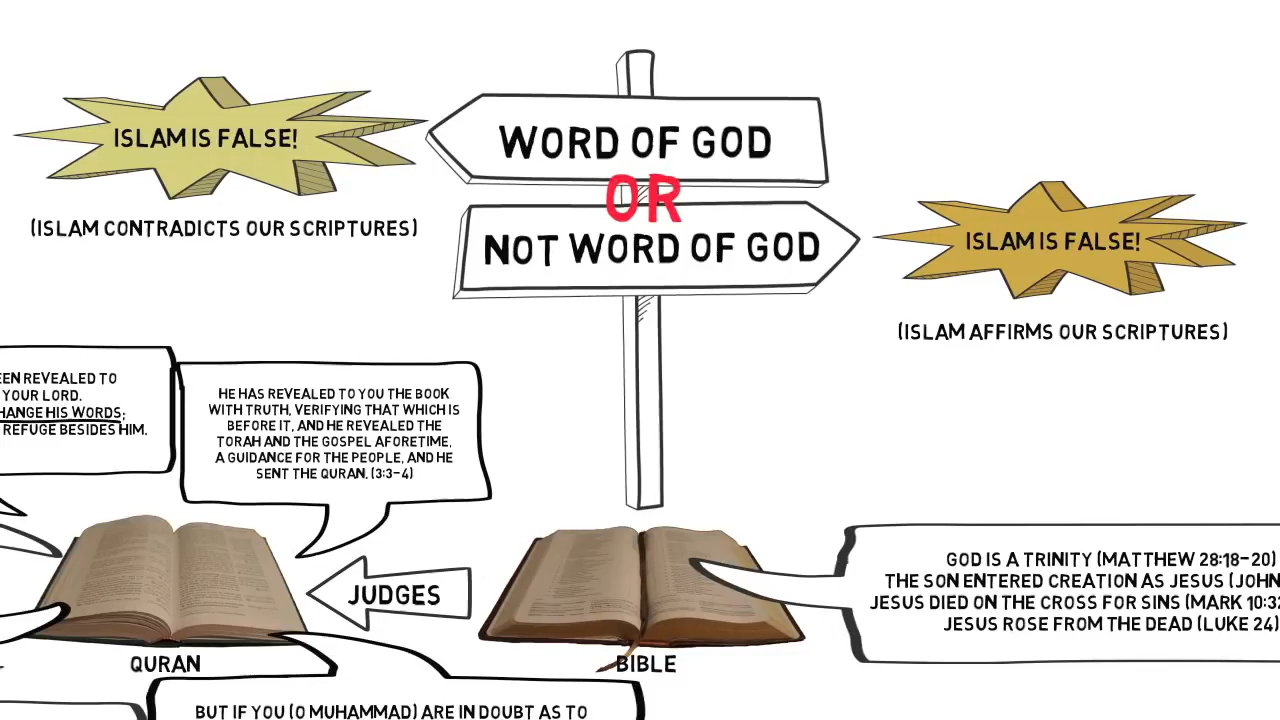 ISLAM IS FALSE!
(ISLAM CONTRADICTS OUR SCRIPTURES)
WORD OF GOD
OR
NOT WORD OF GOD
ISLAM IS FALSE!
(ISLAM AFFIRMS OUR SCRIPTURES)
REVEALED TO
YOUR LORD.
HIS WORDS;
REFUGE BESIDES HIM.
HE HAS REVEALED TO YOU THE BOOK
WITH TRUTH, VERIFYING THAT WHICH IS
BEFORE IT, AND HE REVEALED THE
TORAH AND THE GOSPEL AFORETIME,
A GUIDANCE FOR THE PEOPLE, AND HE
SENT THE QURAN. (3:3-4)
JUDGES
QURAN
BIBLE
GOD IS A TRINITY (MATTHEW 28:18-20)
THE SON ENTERED CREATION AS JESUS (JOHN
JESUS DIED ON THE CROSS FOR SINS (MARK 10:
JESUS ROSE FROM THE DEAD (LUKE 24)
BUT IF YOU (O MUHAMMAD) ARE IN DOUBT AS TO